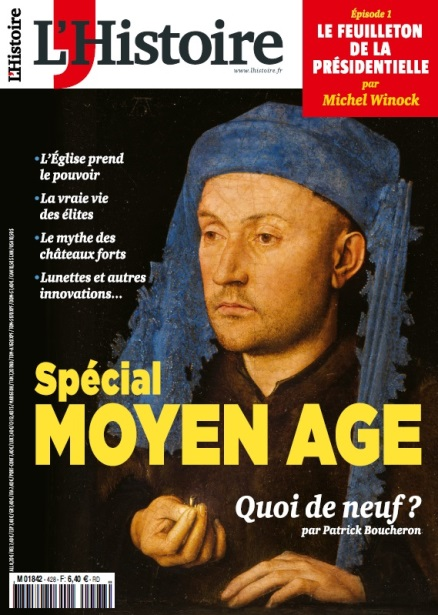 L'Histoire
L'Histoire
www.lhistoire.fr
Épisode 1
LE FEUILLETON
DE LA
PRÉSIDENTIELLE
par
Michel Winock
•L'Église prend
le pouvoir
•La vraie vie
des élites
•Le mythe des
châteaux forts
•Lunettes et autres
innovations...
Spécial
MOYEN AGE
Quoi de neuf ?
par Patrick Boucheron
M 01842 - 428 - F: 6,40 € - RD